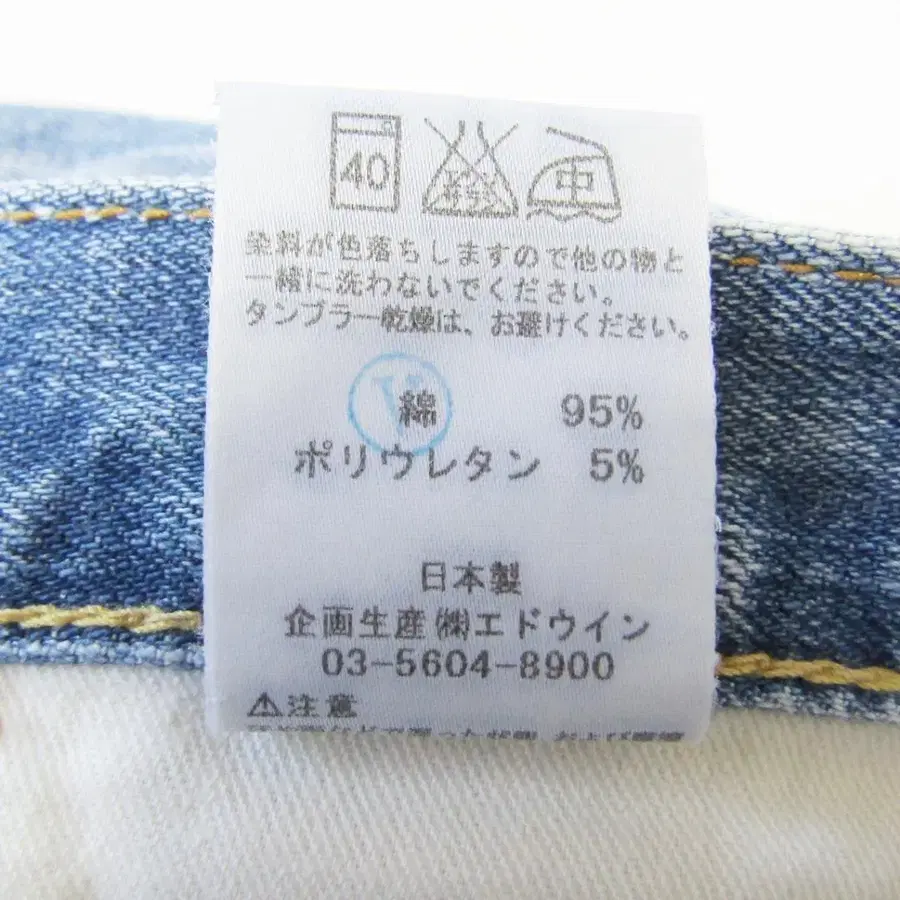 40
中
染料が色落ちしますので他の物と
一緒に洗わないでください。
タンブラー乾燥は、お避けください。
綿 95%
ポリウレタン 5%
日本製
企画生産㈱エドウイン
03-5604-8900
⚠注意